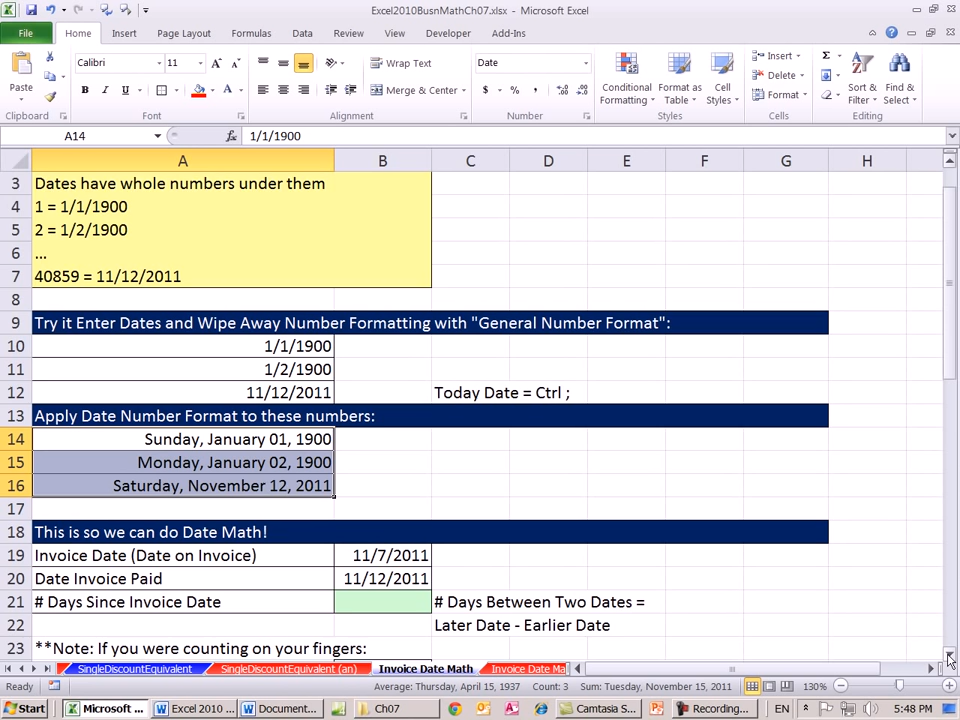 Excel2010BusnMathCh07.xlsx - Microsoft Excel
File Home Insert Page Layout Formulas Data Review View Developer Add-Ins
Calibri 11 Wrap Text Date Insert Σ
Paste B I U A Merge & Center $ % , Conditional Formatting Format as Table Cell Styles Delete Format Sort & Filter Find & Select
Clipboard Font Alignment Number Styles Cells Editing
A14 fx 1/1/1900
A B C D E F G H
3 Dates have whole numbers under them
4 1 = 1/1/1900
5 2 = 1/2/1900
6 ...
7 40859 = 11/12/2011
8
9 Try it Enter Dates and Wipe Away Number Formatting with "General Number Format":
10 1/1/1900
11 1/2/1900
12 11/12/2011 Today Date = Ctrl ;
13 Apply Date Number Format to these numbers:
14 Sunday, January 01, 1900
15 Monday, January 02, 1900
16 Saturday, November 12, 2011
17
18 This is so we can do Date Math!
19 Invoice Date (Date on Invoice) 11/7/2011
20 Date Invoice Paid 11/12/2011
21 # Days Since Invoice Date # Days Between Two Dates =
22 Later Date - Earlier Date
23 **Note: If you were counting on your fingers:
SingleDiscountEquivalent SingleDiscountEquivalent (an) Invoice Date Math Invoice Date Ma
Ready Average: Thursday, April 15, 1937 Count: 3 Sum: Tuesday, November 15, 2011 130%
Start Microsoft ... Excel 2010 ... Document... Ch07 Camtasia S... Recording... EN 5:48 PM